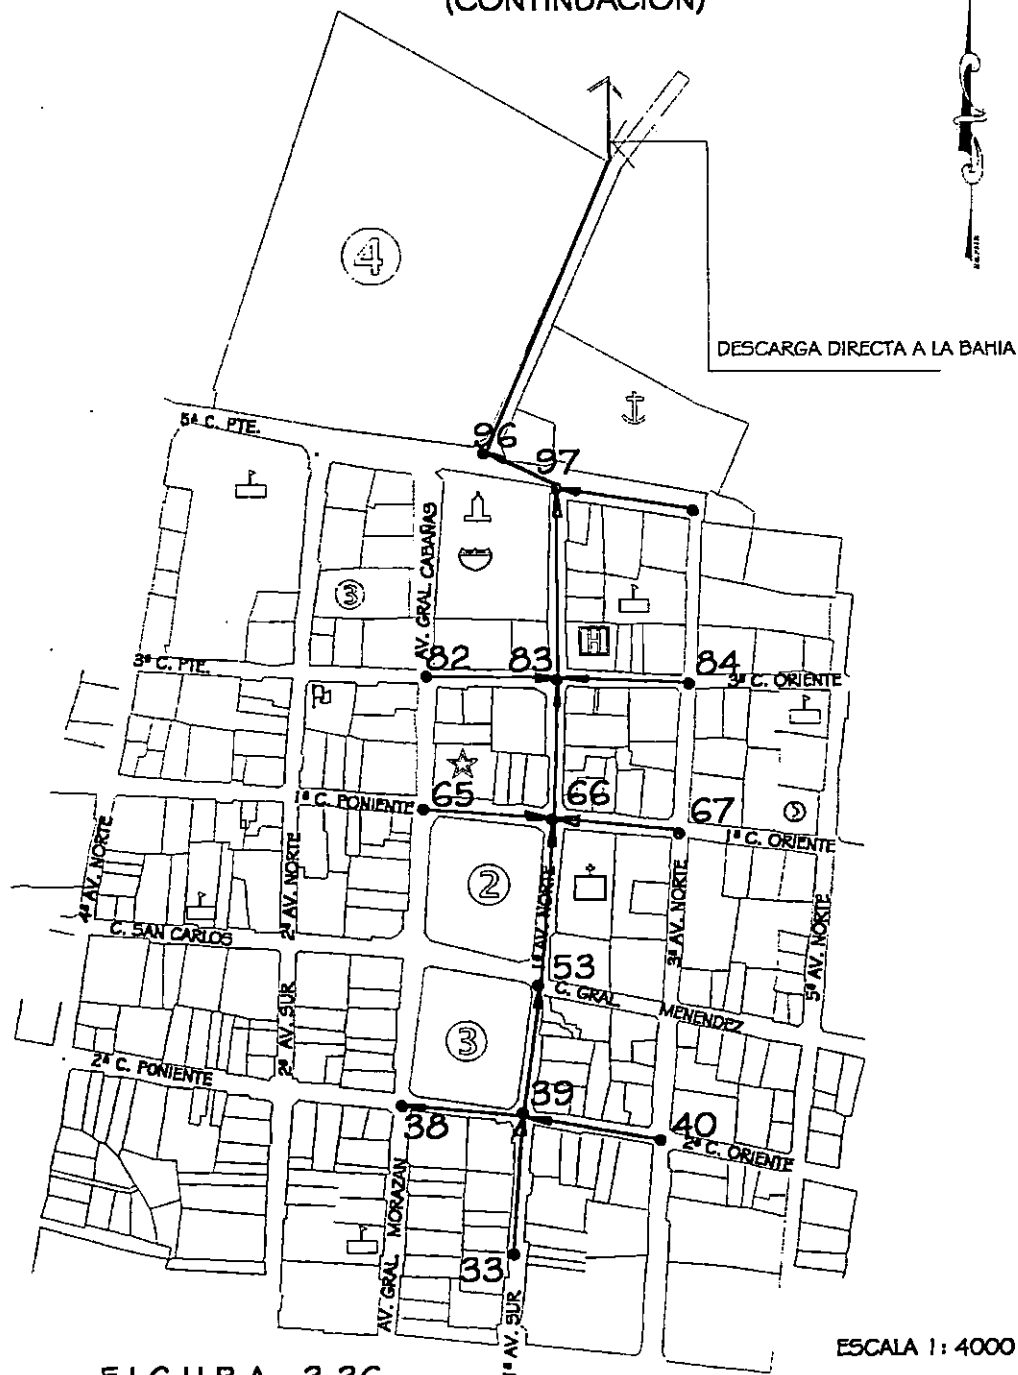 (CONTINUACION)
4
DESCARGA DIRECTA A LA BAHIA
5ª C. PTE.
96
97
AV. GRAL. CABAÑAS
3
H
3ª C. PTE.
82
83
84
3ª C. ORIENTE
1ª C. PONIENTE
65
66
67
1ª C. ORIENTE
4ª AV. NORTE
2ª AV. NORTE
2
1ª AV. NORTE
3ª AV. NORTE
5ª AV. NORTE
C. SAN CARLOS
53
C. GRAL. MENENDEZ
2ª AV. SUR
3
2ª C. PONIENTE
39
38
40
2ª C. ORIENTE
AV. GRAL. MORAZAN
33
1ª AV. SUR
ESCALA 1: 4000